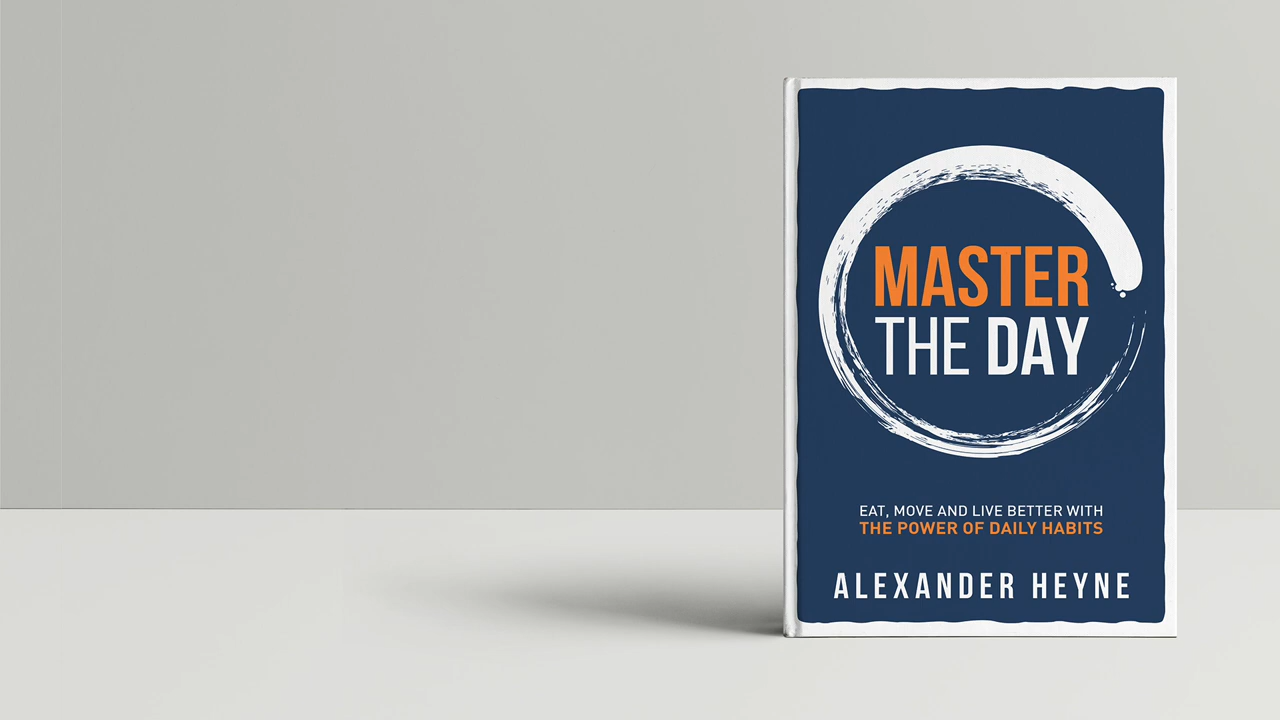 MASTER
THE DAY
EAT, MOVE AND LIVE BETTER WITH
THE POWER OF DAILY HABITS
ALEXANDER HEYNE